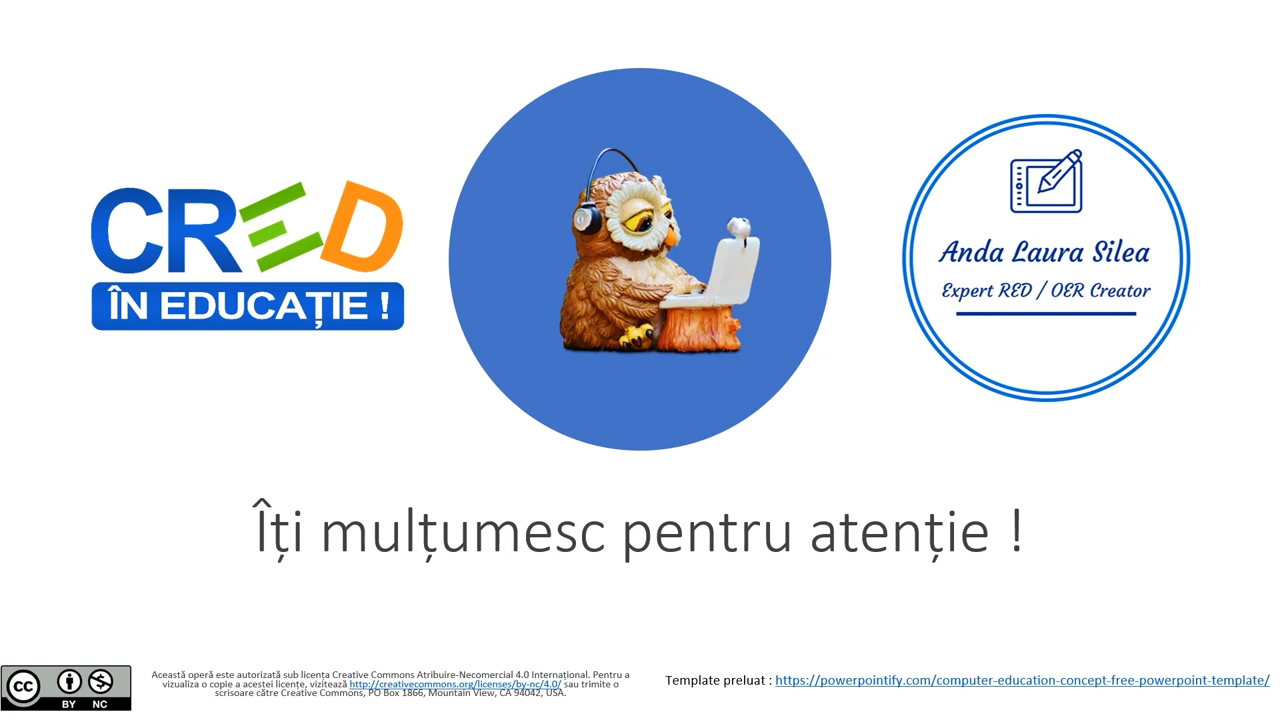 CRED
ÎN EDUCAȚIE !
Anda Laura Silea
Expert RED / OER Creator
Îți mulțumesc pentru atenție !
cc
BY NC
Această operă este autorizată sub licența Creative Commons Atribuire-Necomercial 4.0 Internațional. Pentru a
vizualiza o copie a acestei licențe, vizitează http://creativecommons.org/licenses/by-nc/4.0/ sau trimite o
scrisoare către Creative Commons, PO Box 1866, Mountain View, CA 94042, USA.
Template preluat : https://powerpointify.com/computer-education-concept-free-powerpoint-template/